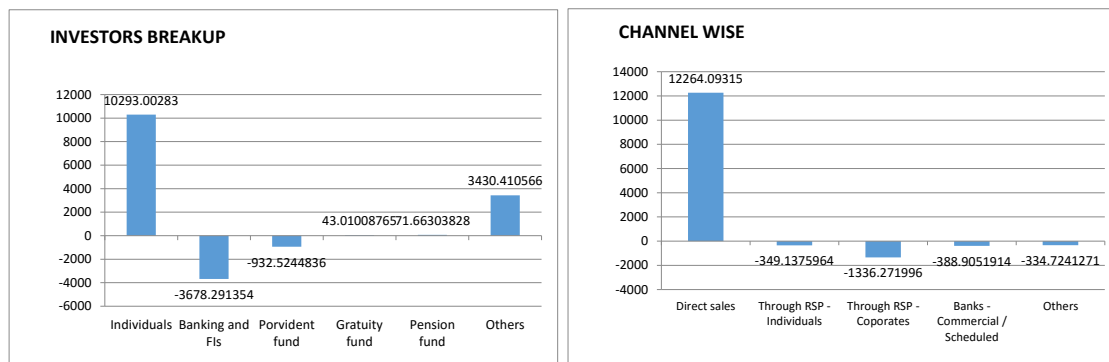 INVESTORS BREAKUP
12000
10000
8000
6000
4000
2000
0
-2000
-4000
-6000
10293.00283
-3678.291354
-932.5244836
43.01008765
71.66303828
3430.410566
Individuals
Banking and
FIs
Porvident
fund
Gratuity
fund
Pension
fund
Others
CHANNEL WISE
14000
12000
10000
8000
6000
4000
2000
0
-2000
-4000
12264.09315
-349.1375964
-1336.271996
-388.9051914
-334.7241271
Direct sales
Through RSP -
Individuals
Through RSP -
Coporates
Banks -
Commercial /
Scheduled
Others